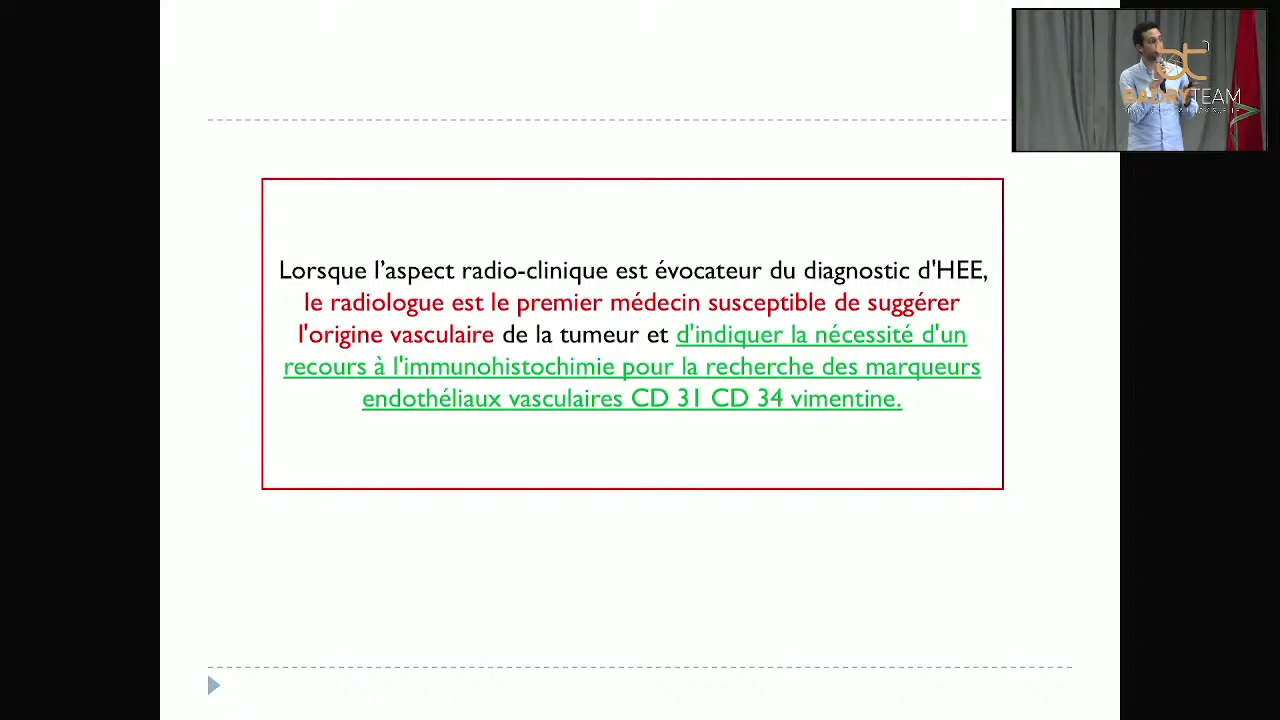 BADRYTEAM
Lorsque l’aspect radio-clinique est évocateur du diagnostic d'HEE,
le radiologue est le premier médecin susceptible de suggérer
l'origine vasculaire de la tumeur et d'indiquer la nécessité d'un
recours à l'immunohistochimie pour la recherche des marqueurs
endothéliaux vasculaires CD 31 CD 34 vimentine.